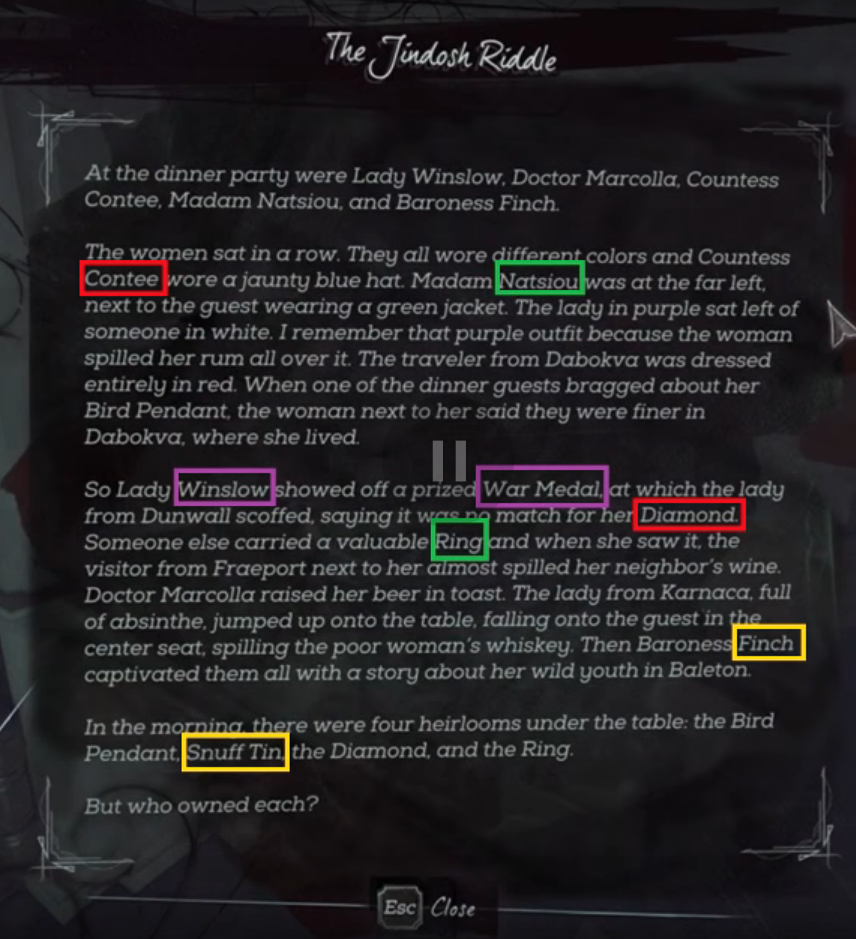 The Jindosh Riddle
At the dinner party were Lady Winslow, Doctor Marcolla, Countess
Contee, Madam Natsiou, and Baroness Finch.
The women sat in a row. They all wore different colors and Countess
Contee wore a jaunty blue hat. Madam Natsiou was at the far left,
next to the guest wearing a green jacket. The lady in purple sat left of
someone in white. I remember that purple outfit because the woman
spilled her rum all over it. The traveler from Dabokva was dressed
entirely in red. When one of the dinner guests bragged about her
Bird Pendant, the woman next to her said they were finer in
Dabokva, where she lived.
So Lady Winslow showed off a prized War Medal, at which the lady
from Dunwall scoffed, saying it was no match for her Diamond.
Someone else carried a valuable Ring and when she saw it, the
visitor from Fraeport next to her almost spilled her neighbor's wine.
Doctor Marcolla raised her beer in toast. The lady from Karnaca, full
of absinthe, jumped up onto the table, falling onto the guest in the
center seat, spilling the poor woman's whiskey. Then Baroness Finch
captivated them all with a story about her wild youth in Baleton.
In the morning, there were four heirlooms under the table: the Bird
Pendant, Snuff Tin, the Diamond, and the Ring.
But who owned each?
Esc Close